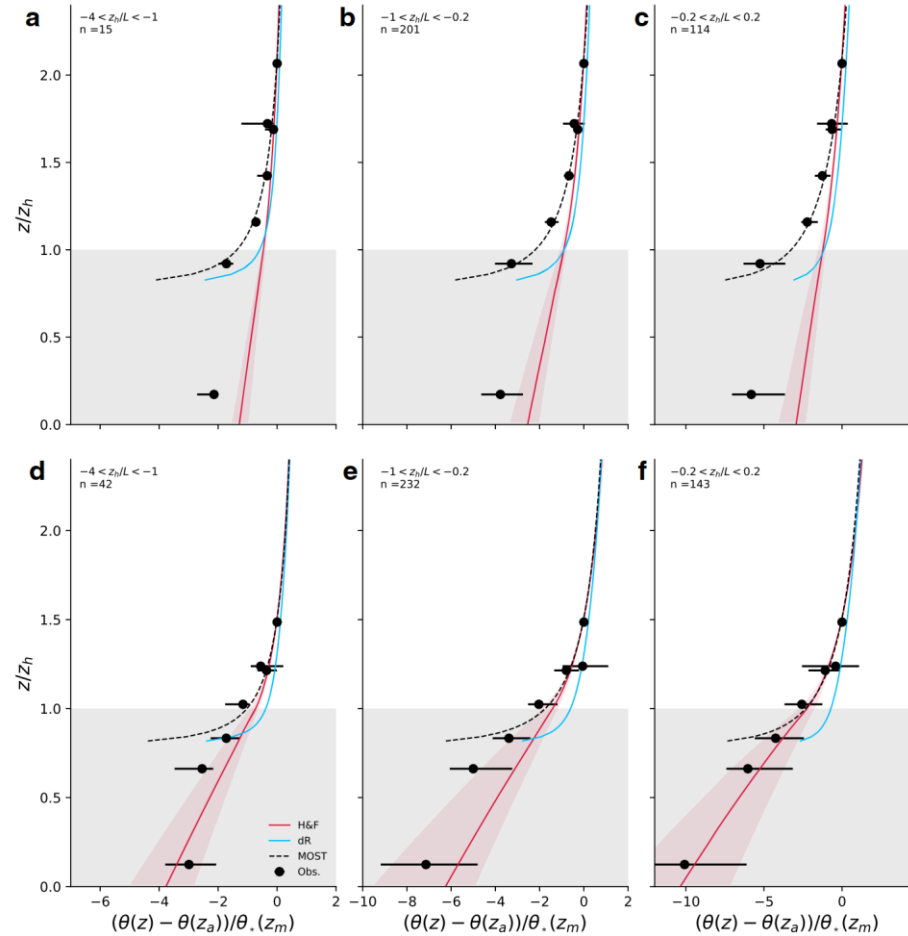 a
−4 < z_h/L < −1
n =15
b
−1 < z_h/L < −0.2
n =201
c
−0.2 < z_h/L < 0.2
n =114
z/z_h
2.0
1.5
1.0
0.5
0.0
d
−4 < z_h/L < −1
n =42
e
−1 < z_h/L < −0.2
n =232
f
−0.2 < z_h/L < 0.2
n =143
z/z_h
2.0
1.5
1.0
0.5
0.0
H&F
dR
MOST
Obs.
−6 −4 −2 0 2
−10 −8 −6 −4 −2 0 2
−10 −5 0
(θ(z) − θ(z_a))/θ_*(z_m)
(θ(z) − θ(z_a))/θ_*(z_m)
(θ(z) − θ(z_a))/θ_*(z_m)